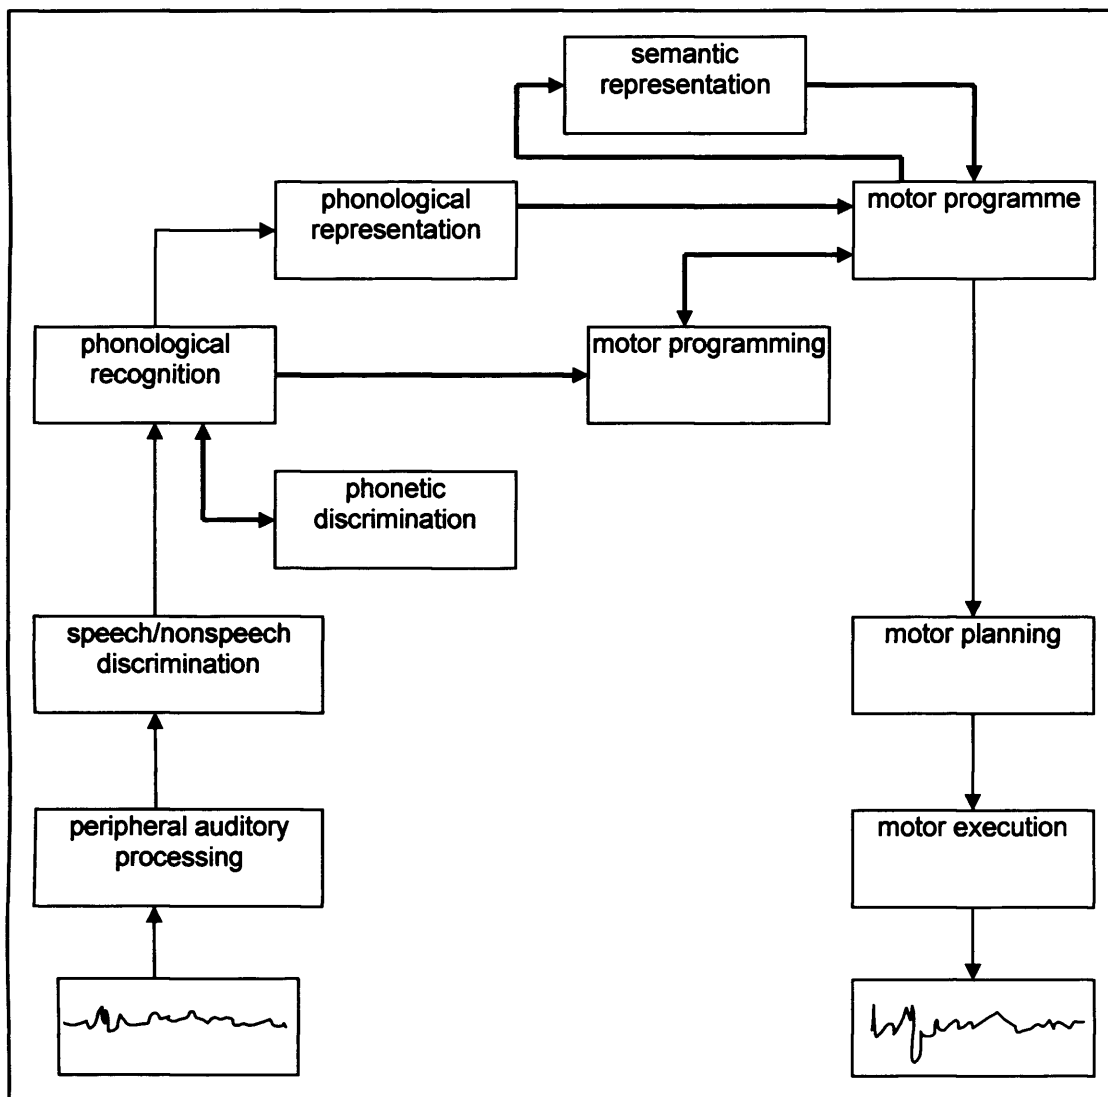 semantic
representation
phonological
representation
motor programme
phonological
recognition
motor programming
phonetic
discrimination
speech/nonspeech
discrimination
motor planning
peripheral auditory
processing
motor execution